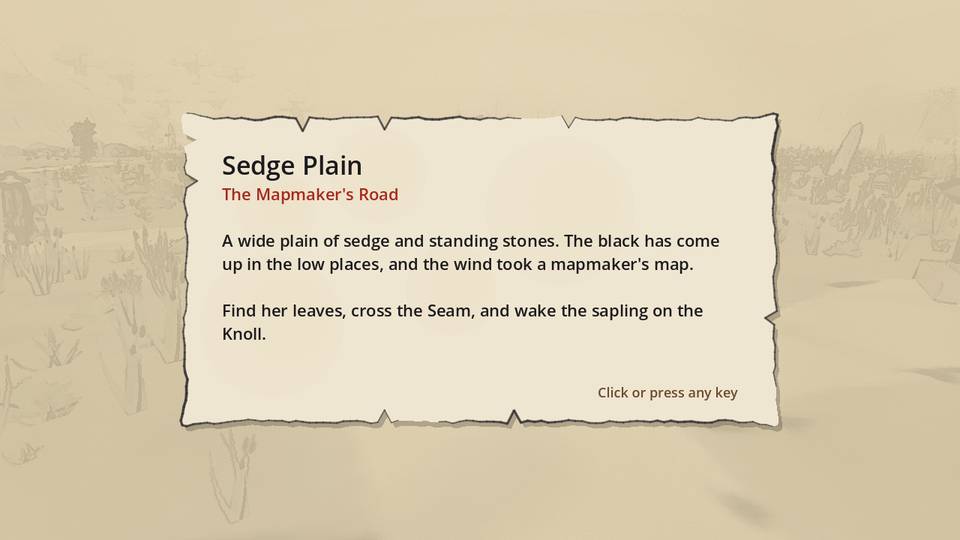 Sedge Plain
The Mapmaker's Road
A wide plain of sedge and standing stones. The black has come
up in the low places, and the wind took a mapmaker's map.
Find her leaves, cross the Seam, and wake the sapling on the
Knoll.
Click or press any key